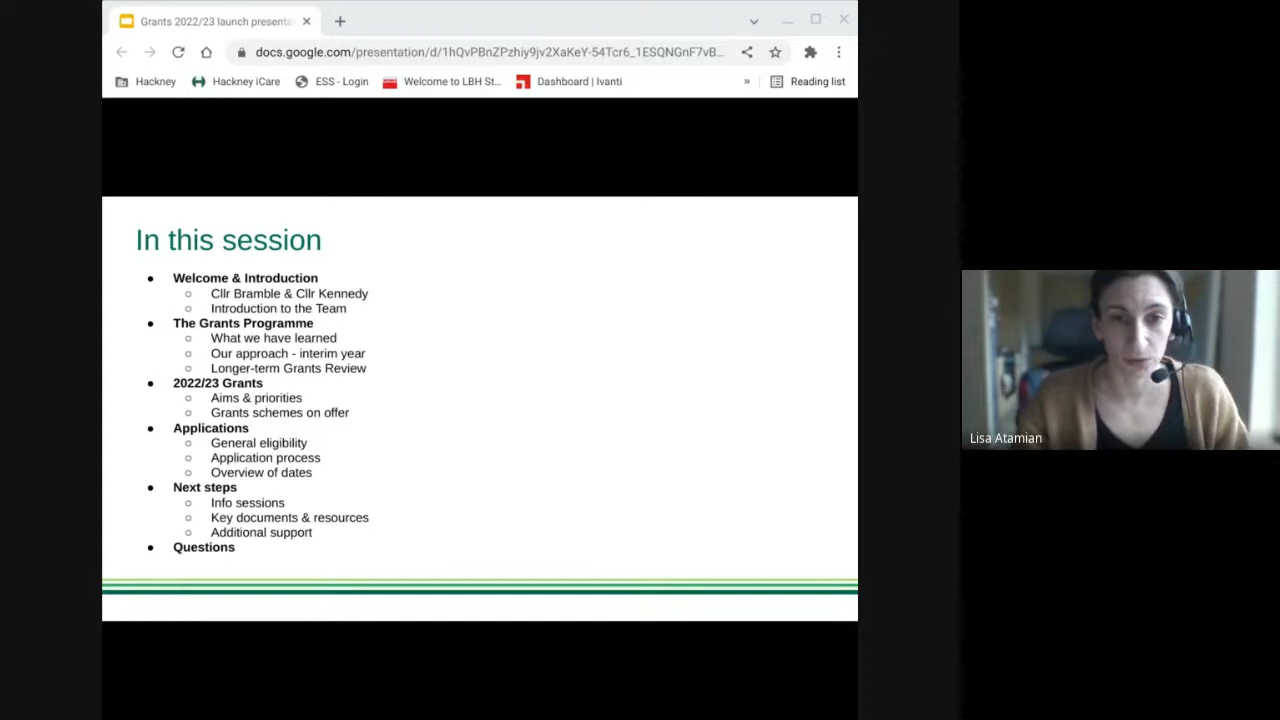 Grants 2022/23 launch presenta
docs.google.com/presentation/d/1hQvPBnZPzhiy9jv2XaKeY-54Tcr6_1ESQNGnF7vB...
Hackney
Hackney iCare
ESS - Login
Welcome to LBH St...
Dashboard | Ivanti
»
Reading list
In this session
● Welcome & Introduction
○ Cllr Bramble & Cllr Kennedy
○ Introduction to the Team
● The Grants Programme
○ What we have learned
○ Our approach - interim year
○ Longer-term Grants Review
● 2022/23 Grants
○ Aims & priorities
○ Grants schemes on offer
● Applications
○ General eligibility
○ Application process
○ Overview of dates
● Next steps
○ Info sessions
○ Key documents & resources
○ Additional support
● Questions
Lisa Atamian